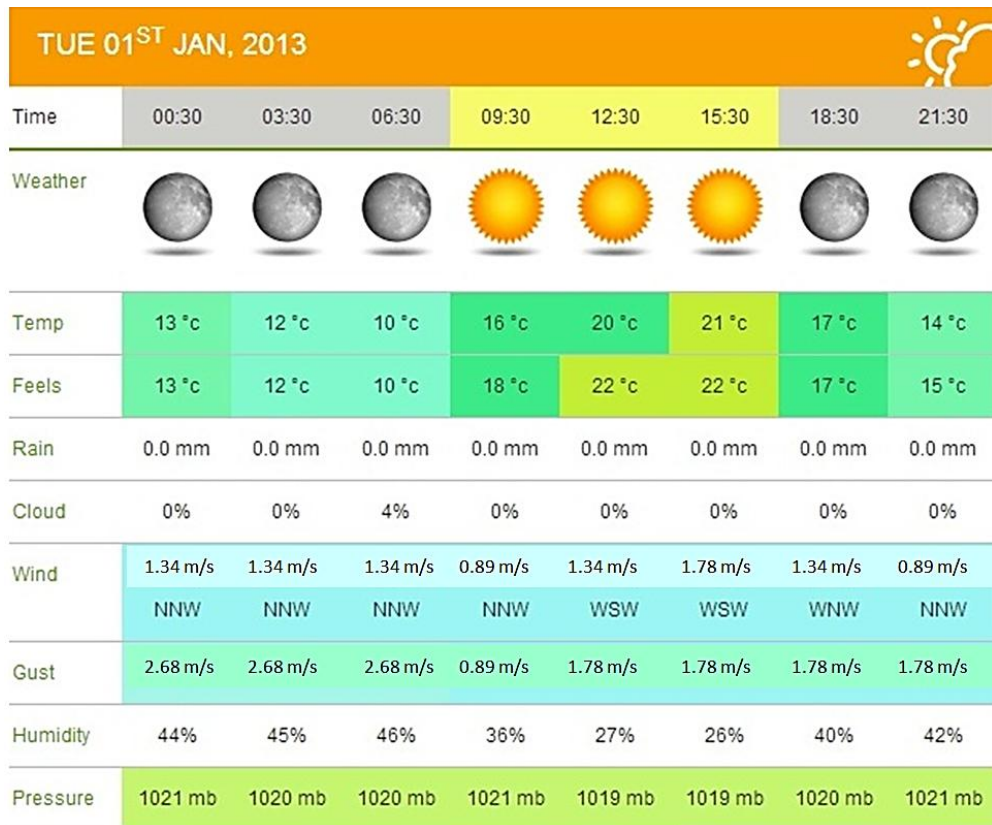 TUE 01ST JAN, 2013
Time 00:30 03:30 06:30 09:30 12:30 15:30 18:30 21:30
Weather
Temp 13 °c 12 °c 10 °c 16 °c 20 °c 21 °c 17 °c 14 °c
Feels 13 °c 12 °c 10 °c 18 °c 22 °c 22 °c 17 °c 15 °c
Rain 0.0 mm 0.0 mm 0.0 mm 0.0 mm 0.0 mm 0.0 mm 0.0 mm 0.0 mm
Cloud 0% 0% 4% 0% 0% 0% 0% 0%
Wind 1.34 m/s 1.34 m/s 1.34 m/s 0.89 m/s 1.34 m/s 1.78 m/s 1.34 m/s 0.89 m/s
NNW NNW NNW NNW WSW WSW WNW NNW
Gust 2.68 m/s 2.68 m/s 2.68 m/s 0.89 m/s 1.78 m/s 1.78 m/s 1.78 m/s 1.78 m/s
Humidity 44% 45% 46% 36% 27% 26% 40% 42%
Pressure 1021 mb 1020 mb 1020 mb 1021 mb 1019 mb 1019 mb 1020 mb 1021 mb